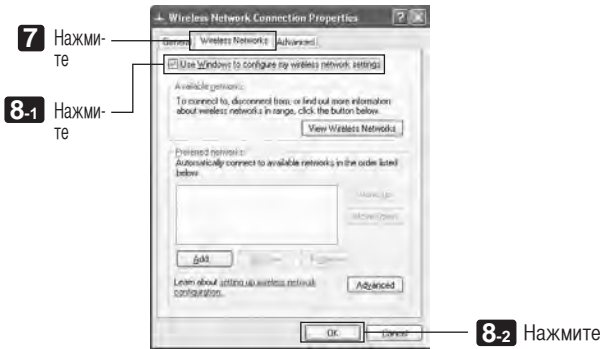 Wireless Network Connection Properties
7 Нажми-
те
General Wireless Networks Advanced
Use Windows to configure my wireless network settings
8-1 Нажми-
те
Available networks:
To connect to, disconnect from, or find out more information
about wireless networks in range, click the
button below.
View Wireless Networks
Preferred networks:
Automatically connect to available networks in the order listed
below:
Move up
Move down
Add...
Remove
Properties
Learn about setting up wireless network
configuration.
Advanced
OK
Cancel
8-2 Нажмите